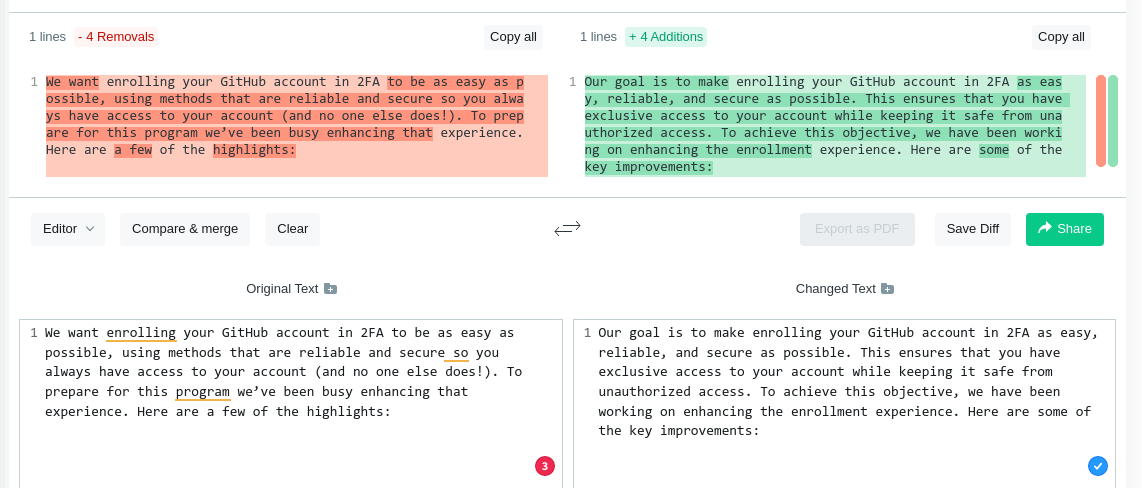 1 lines - 4 Removals Copy all
1 lines + 4 Additions Copy all
1 We want enrolling your GitHub account in 2FA to be as easy as p
ossible, using methods that are reliable and secure so you alwa
ys have access to your account (and no one else does!). To prep
are for this program we’ve been busy enhancing that experience.
Here are a few of the highlights:
1 Our goal is to make enrolling your GitHub account in 2FA as eas
y, reliable, and secure as possible. This ensures that you have
exclusive access to your account while keeping it safe from una
uthorized access. To achieve this objective, we have been worki
ng on enhancing the enrollment experience. Here are some of the
key improvements:
Editor Compare & merge Clear Export as PDF Save Diff Share
Original Text
1 We want enrolling your GitHub account in 2FA to be as easy as
possible, using methods that are reliable and secure so you
always have access to your account (and no one else does!). To
prepare for this program we’ve been busy enhancing that
experience. Here are a few of the highlights:
3
Changed Text
1 Our goal is to make enrolling your GitHub account in 2FA as easy,
reliable, and secure as possible. This ensures that you have
exclusive access to your account while keeping it safe from
unauthorized access. To achieve this objective, we have been
working on enhancing the enrollment experience. Here are some of
the key improvements: